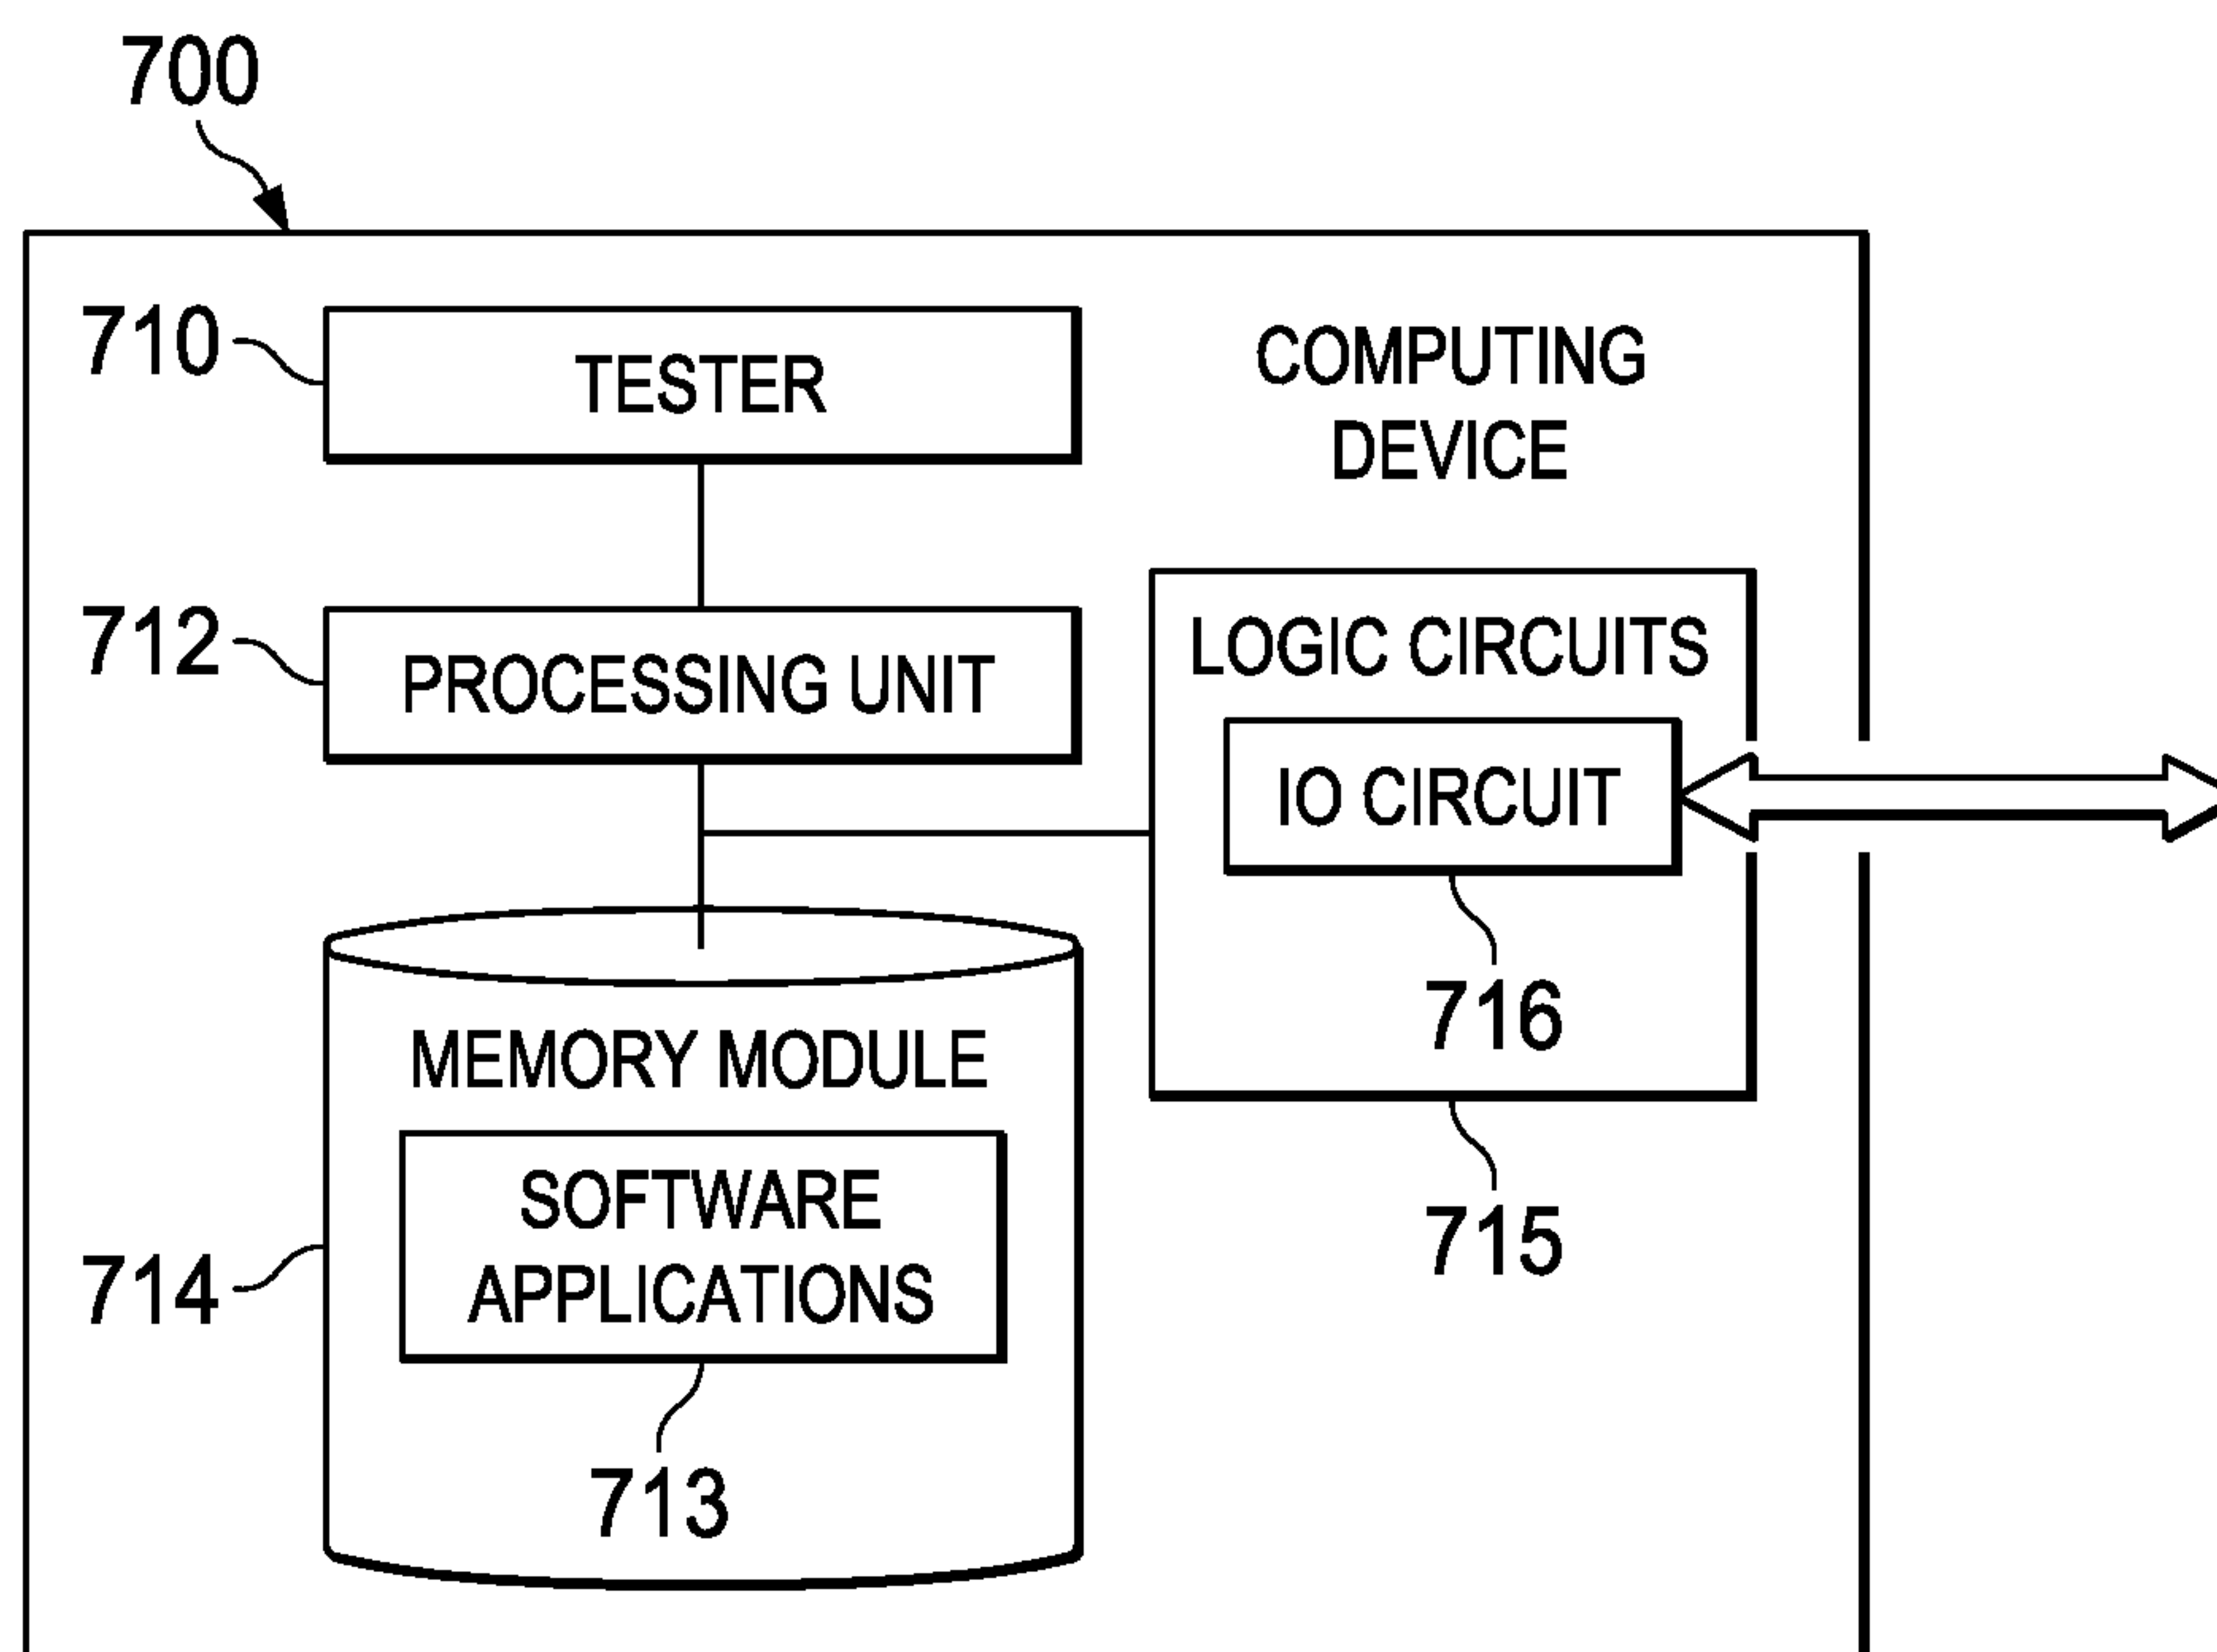 700
710
TESTER
COMPUTING
DEVICE
712
PROCESSING UNIT
LOGIC CIRCUITS
IO CIRCUIT
716
715
MEMORY MODULE
SOFTWARE
APPLICATIONS
714
713